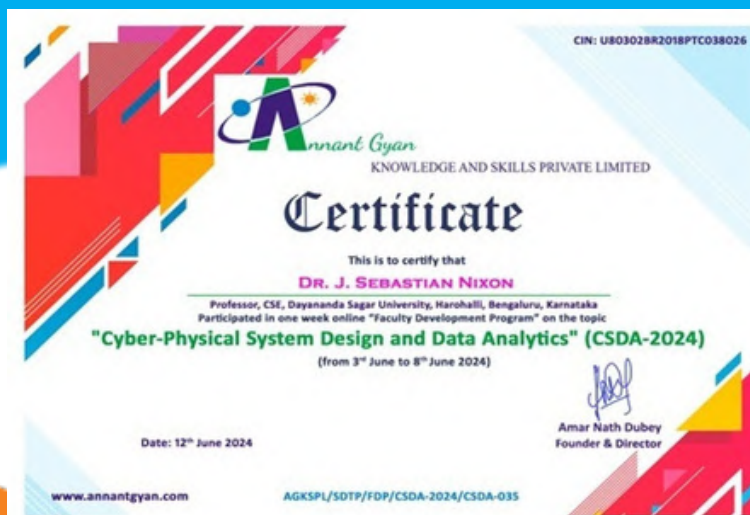 CIN: U80302BR2018PTC038026
Annant Gyan
KNOWLEDGE AND SKILLS PRIVATE LIMITED
Certificate
This is to certify that
DR. J. SEBASTIAN NIXON
Professor, CSE, Dayananda Sagar University, Harohalli, Bengaluru, Karnataka
Participated in one week online "Faculty Development Program" on the topic
"Cyber-Physical System Design and Data Analytics" (CSDA-2024)
(from 3rd June to 8th June 2024)
Amar Nath Dubey
Founder & Director
Date: 12th June 2024
www.annantgyan.com
AGKSPL/SDTP/FDP/CSDA-2024/CSDA-035